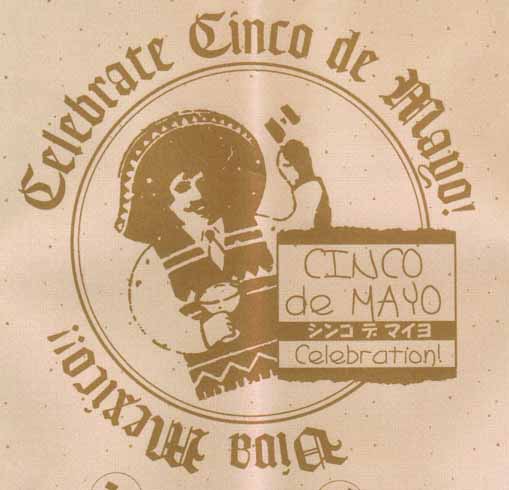 Celebrate Cinco de Mayo!
CINCO
de MAYO
シンコ デ マイヨ
Celebration!
Viva Mexico!!